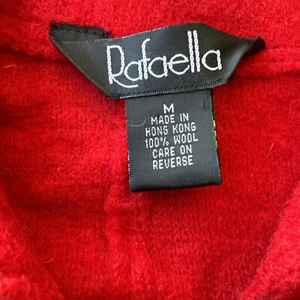 Rafaella
M
MADE IN
HONG KONG
100% WOOL
CARE ON
REVERSE